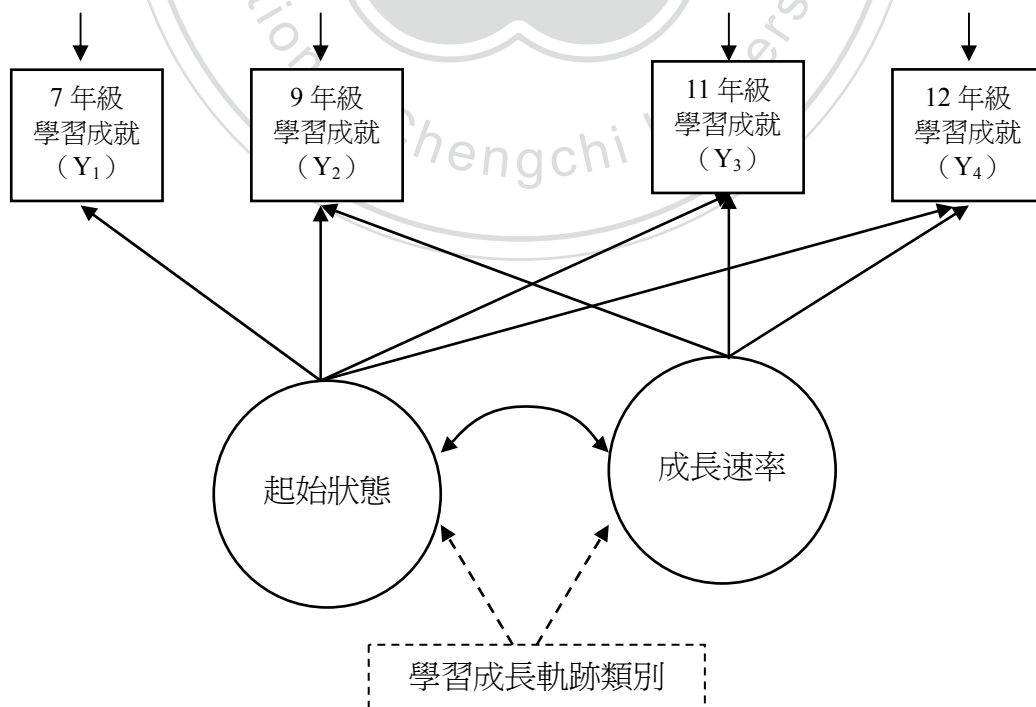 7 年級
學習成就
（Y₁）
9 年級
學習成就
（Y₂）
11 年級
學習成就
（Y₃）
12 年級
學習成就
（Y₄）
Chengchi
起始狀態
成長速率
學習成長軌跡類別